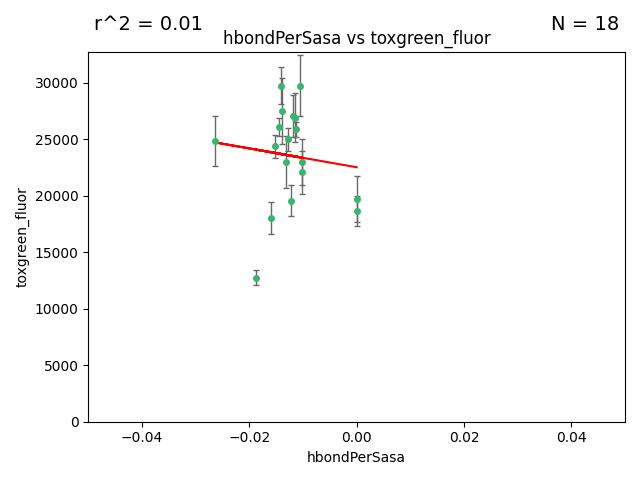 r^2 = 0.01
N = 18
hbondPerSasa vs toxgreen_fluor
30000
25000
20000
15000
10000
5000
0
toxgreen_fluor
−0.04
−0.02
0.00
0.02
0.04
hbondPerSasa